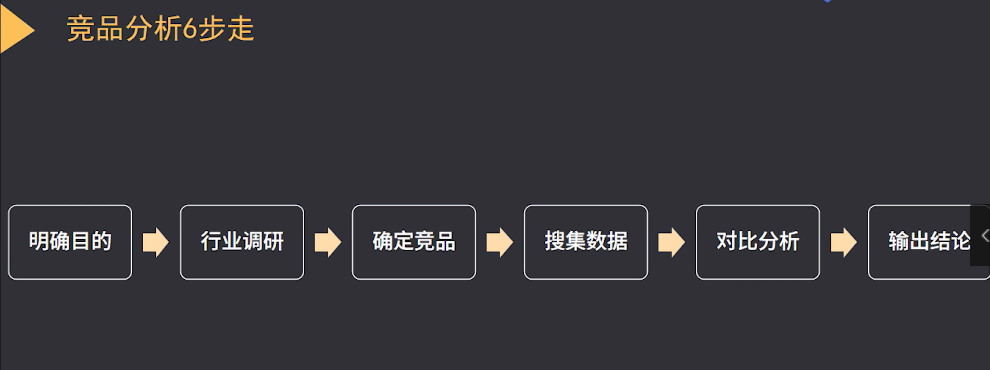 竞品分析6步走
明确目的
行业调研
确定竞品
搜集数据
对比分析
输出结论